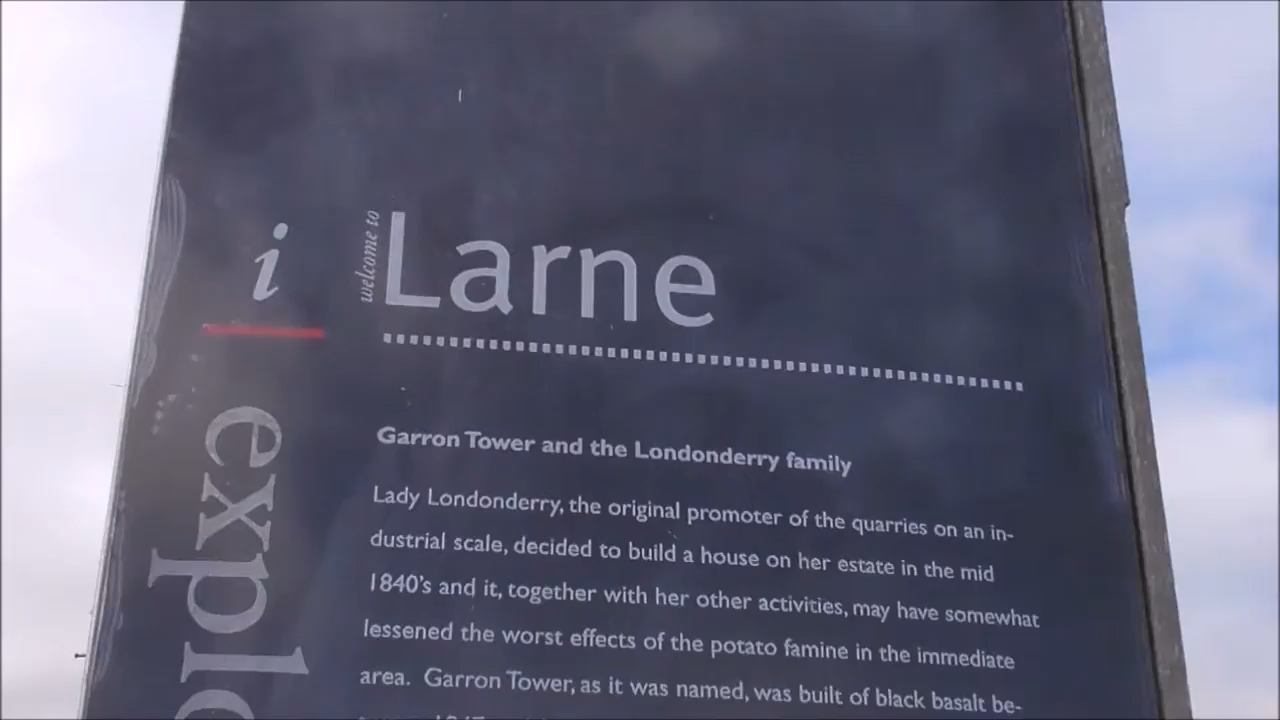 i
welcome to
Larne
explo
Garron Tower and the Londonderry family
Lady Londonderry, the original promoter of the quarries on an in-
dustrial scale, decided to build a house on her estate in the mid
1840's and it, together with her other activities, may have somewhat
lessened the worst effects of the potato famine in the immediate
area. Garron Tower, as it was named, was built of black basalt be-